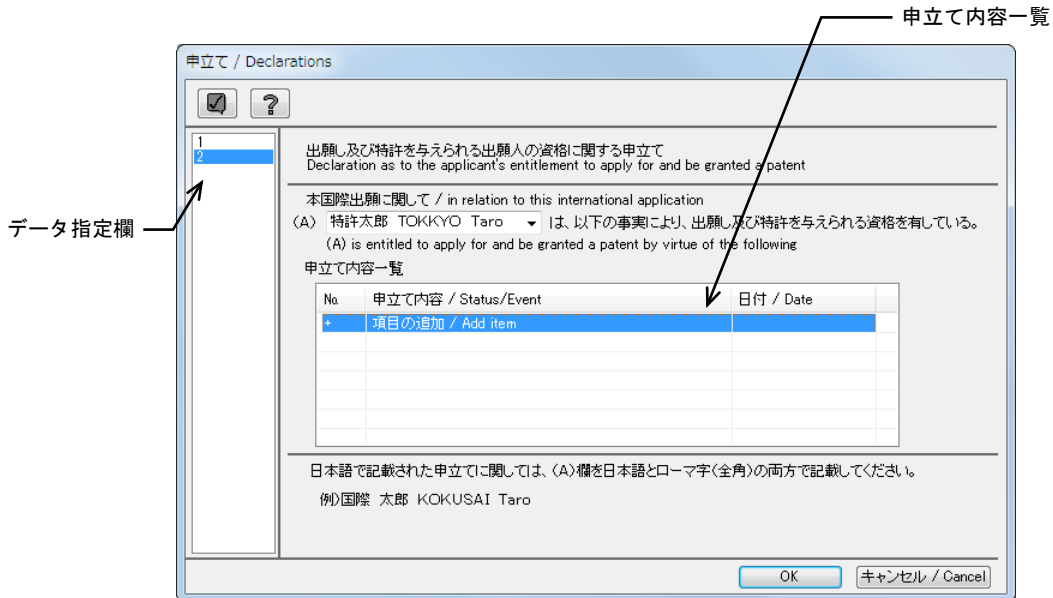 申立て内容一覧
申立て / Declarations
1
2
出願し及び特許を与えられる出願人の資格に関する申立て
Declaration as to the applicant's entitlement to apply for and be granted a patent
データ指定欄
本国際出願に関して / in relation to this international application
(A) 特許太郎 TOKKYO Taro は、以下の事実により、出願し及び特許を与えられる資格を有している。
(A) is entitled to apply for and be granted a patent by virtue of the following
申立て内容一覧
No. 申立て内容 / Status/Event 日付 / Date
+ 項目の追加 / Add item
日本語で記載された申立てに関しては、(A)欄を日本語とローマ字(全角)の両方で記載してください。
例)国際 太郎 KOKUSAI Taro
OK キャンセル / Cancel